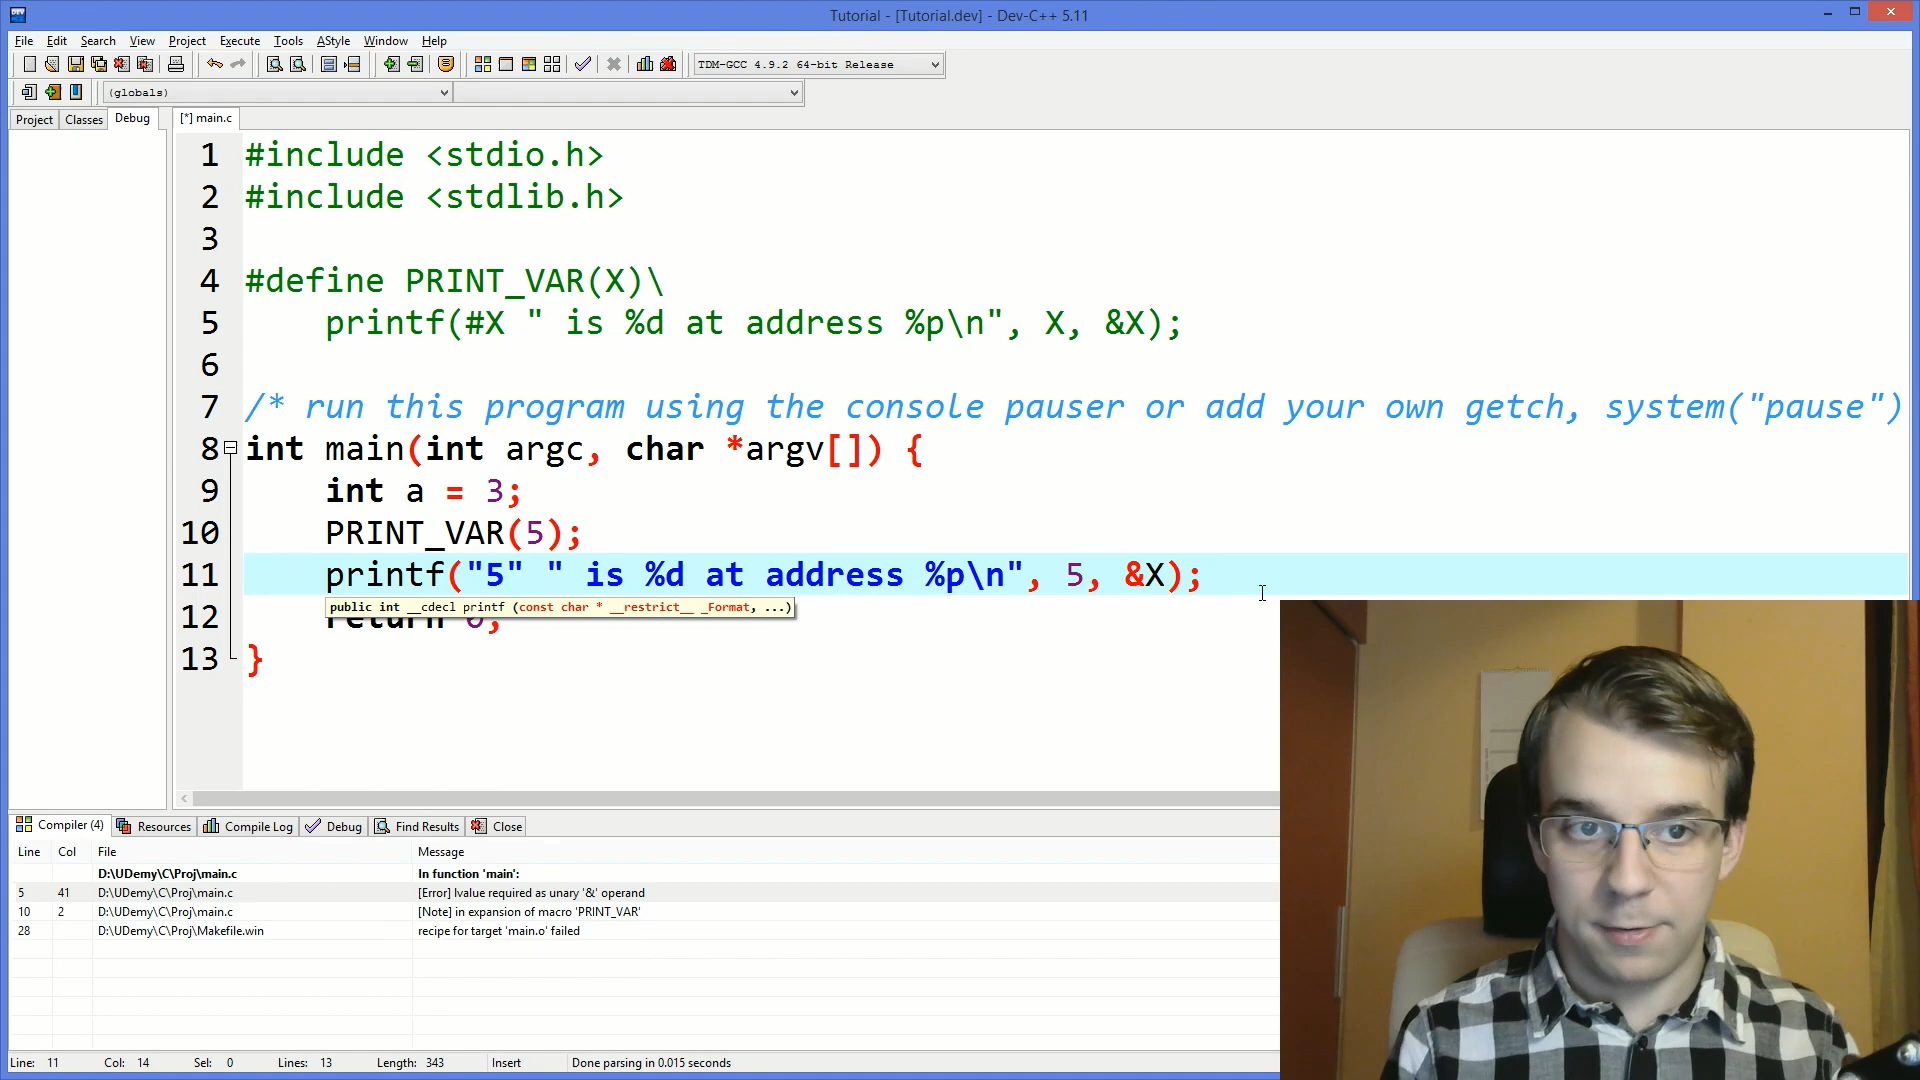 Tutorial - [Tutorial.dev] - Dev-C++ 5.11
File Edit Search View Project Execute Tools AStyle Window Help
TDM-GCC 4.9.2 64-bit Release
(globals)
Project Classes Debug [*] main.c
1 #include <stdio.h>
2 #include <stdlib.h>
3
4 #define PRINT_VAR(X)\
5 printf(#X " is %d at address %p\n", X, &X);
6
7 /* run this program using the console pauser or add your own getch, system("pause")
8 int main(int argc, char *argv[]) {
9 int a = 3;
10 PRINT_VAR(5);
11 printf("5" " is %d at address %p\n", 5, &X);
public int __cdecl printf (const char * __restrict__ _Format, ...)
12 return 0;
13 }
Compiler (4) Resources Compile Log Debug Find Results Close
Line Col File Message
D:\UDemy\C\Proj\main.c In function 'main':
5 41 D:\UDemy\C\Proj\main.c [Error] lvalue required as unary '&' operand
10 2 D:\UDemy\C\Proj\main.c [Note] in expansion of macro 'PRINT_VAR'
28 D:\UDemy\C\Proj\Makefile.win recipe for target 'main.o' failed
Line: 11 Col: 14 Sel: 0 Lines: 13 Length: 343 Insert Done parsing in 0.015 seconds